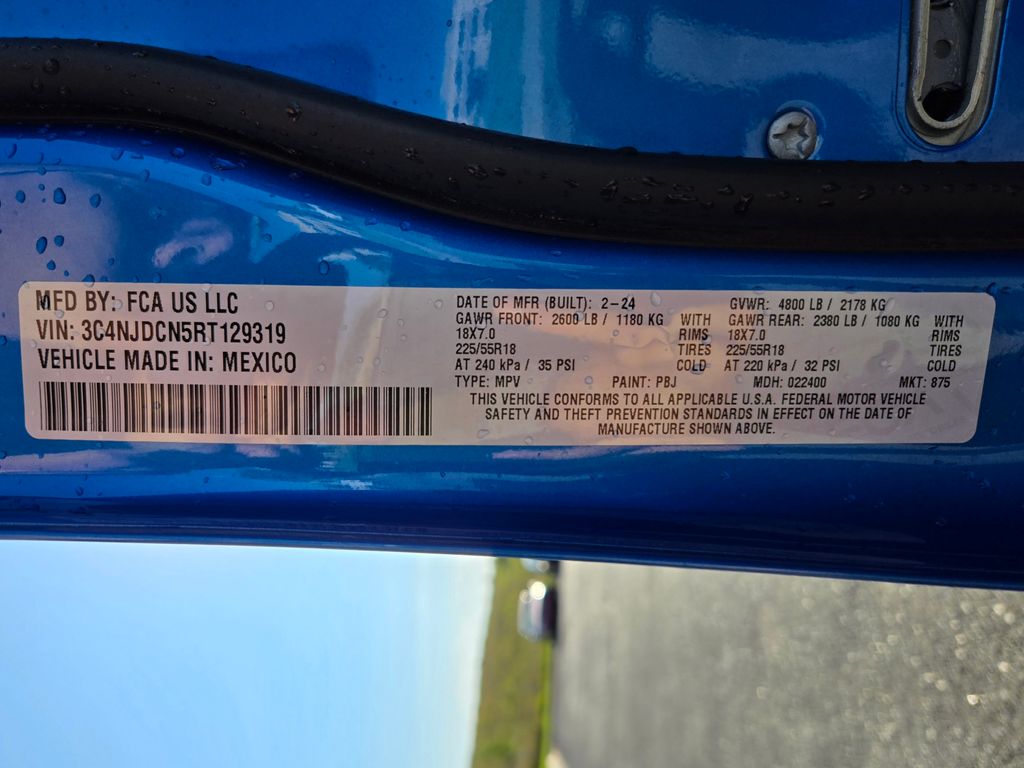 MFD BY: FCA US LLC
VIN: 3C4NJDCN5RT129319
VEHICLE MADE IN: MEXICO
DATE OF MFR (BUILT): 2-24 GVWR: 4800 LB / 2178 KG
GAWR FRONT: 2600 LB / 1180 KG WITH GAWR REAR: 2380 LB / 1080 KG WITH
18X7.0 RIMS 18X7.0 RIMS
225/55R18 TIRES 225/55R18 TIRES
AT 240 kPa / 35 PSI COLD AT 220 kPa / 32 PSI COLD
TYPE: MPV PAINT: PBJ MDH: 022400 MKT: 875
THIS VEHICLE CONFORMS TO ALL APPLICABLE U.S.A. FEDERAL MOTOR VEHICLE
SAFETY AND THEFT PREVENTION STANDARDS IN EFFECT ON THE DATE OF
MANUFACTURE SHOWN ABOVE.